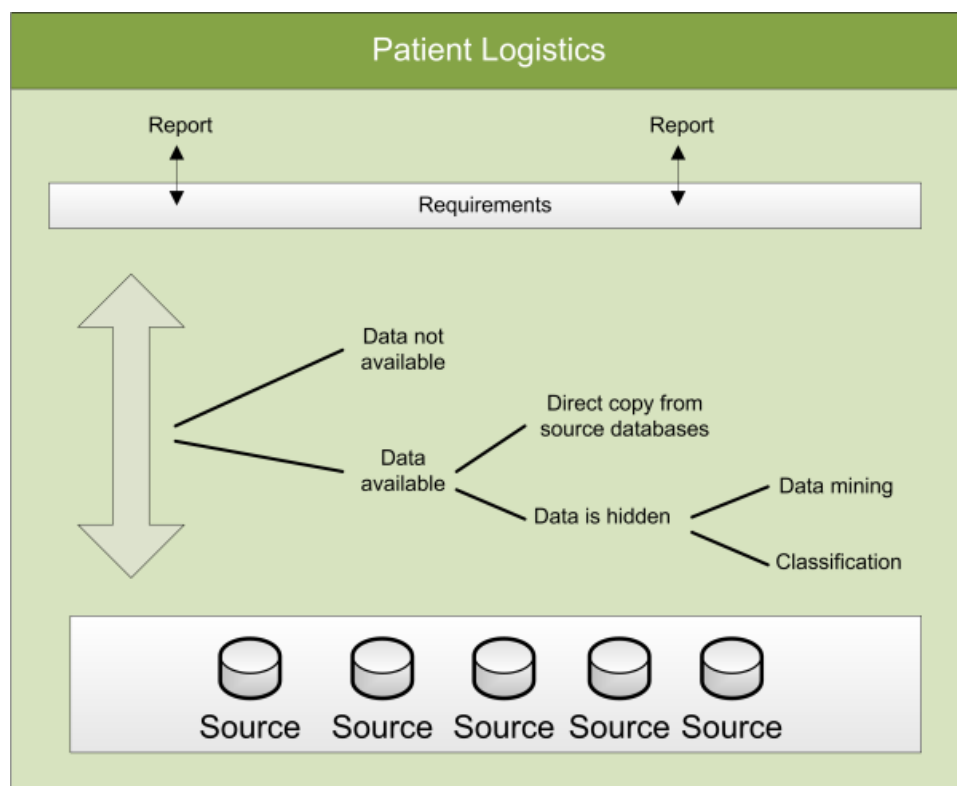 Patient Logistics
Report
Report
Requirements
Data not
available
Direct copy from
source databases
Data
available
Data mining
Data is hidden
Classification
Source
Source
Source
Source
Source